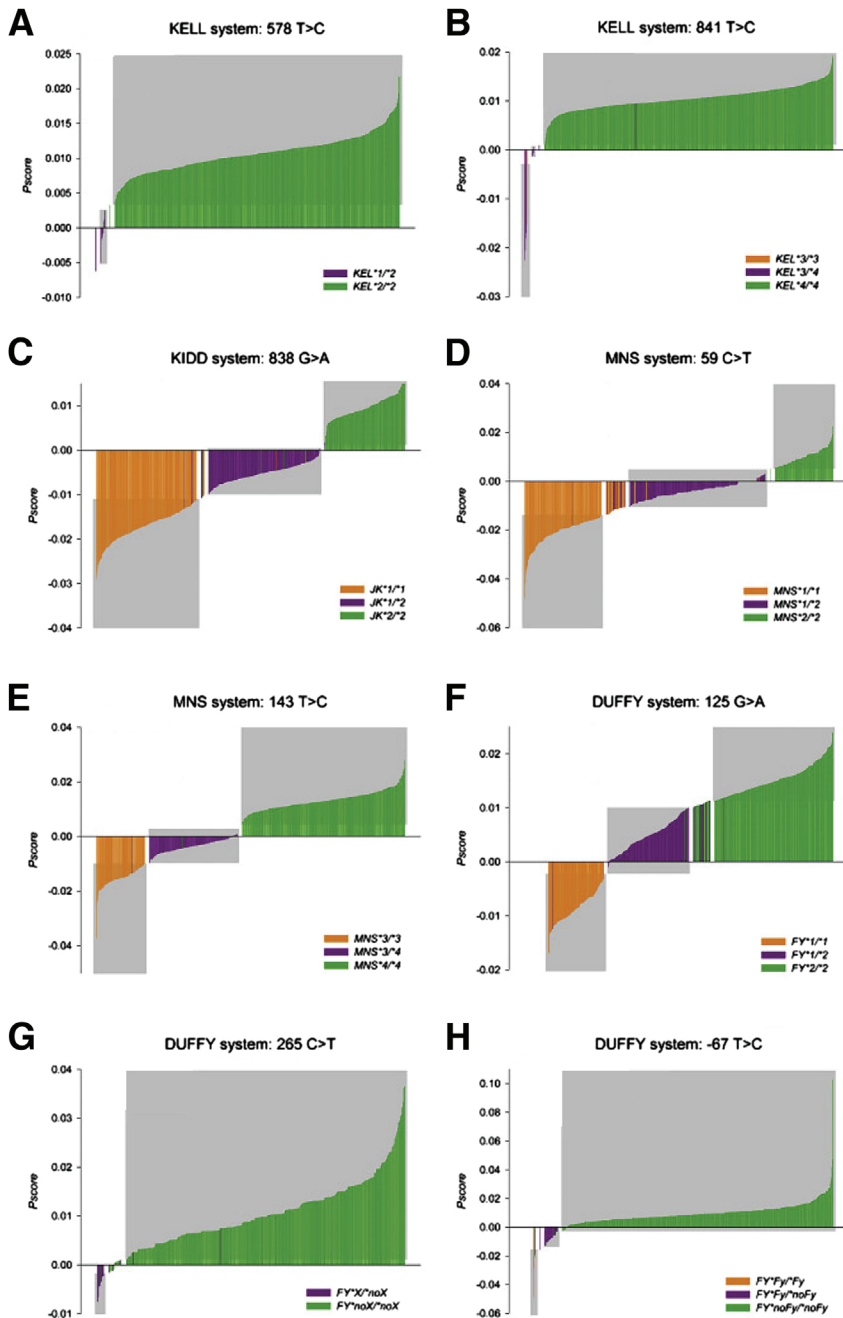 A
KELL system: 578 T>C
0.025
0.020
0.015
0.010
0.005
0.000
-0.005
-0.010
Pscore
KEL*1/*2
KEL*2/*2
B
KELL system: 841 T>C
0.02
0.01
0.00
-0.01
-0.02
-0.03
Pscore
KEL*3/*3
KEL*3/*4
KEL*4/*4
C
KIDD system: 838 G>A
0.01
0.00
-0.01
-0.02
-0.03
-0.04
Pscore
JK*1/*1
JK*1/*2
JK*2/*2
D
MNS system: 59 C>T
0.04
0.02
0.00
-0.02
-0.04
-0.06
Pscore
MNS*1/*1
MNS*1/*2
MNS*2/*2
E
MNS system: 143 T>C
0.04
0.02
0.00
-0.02
-0.04
Pscore
MNS*3/*3
MNS*3/*4
MNS*4/*4
F
DUFFY system: 125 G>A
0.02
0.01
0.00
-0.01
-0.02
Pscore
FY*1/*1
FY*1/*2
FY*2/*2
G
DUFFY system: 265 C>T
0.04
0.03
0.02
0.01
0.00
-0.01
Pscore
FY*X/*noX
FY*noX/*noX
H
DUFFY system: -67 T>C
0.10
0.08
0.06
0.04
0.02
0.00
-0.02
-0.04
-0.06
Pscore
FY*Fy/*Fy
FY*Fy/*noFy
FY*noFy/*noFy